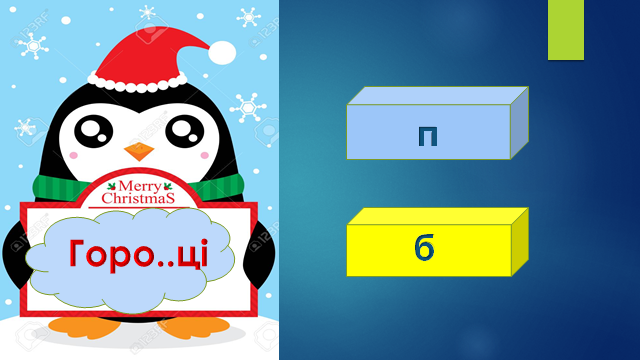 Merry
ChristmaS
Горо..ці
п
б